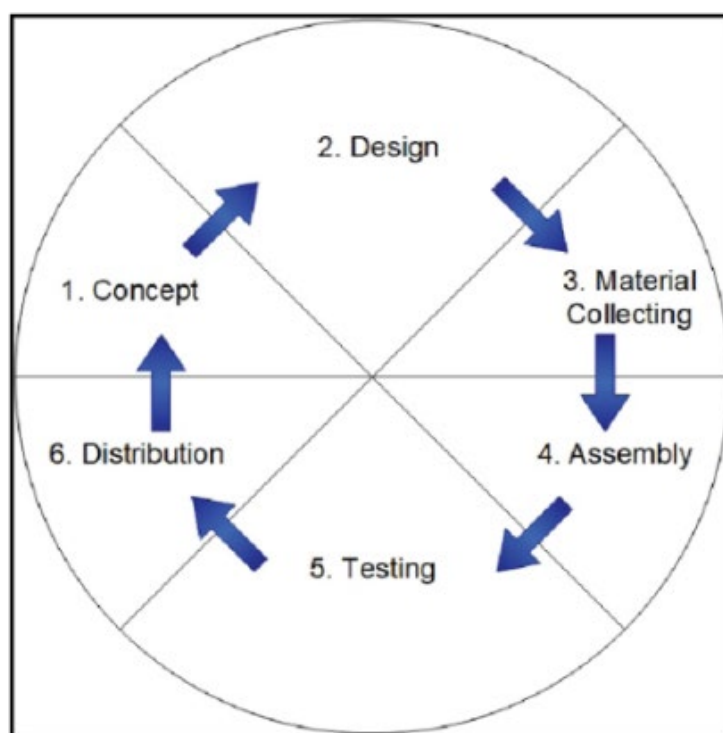 1. Concept
2. Design
3. Material
Collecting
4. Assembly
5. Testing
6. Distribution